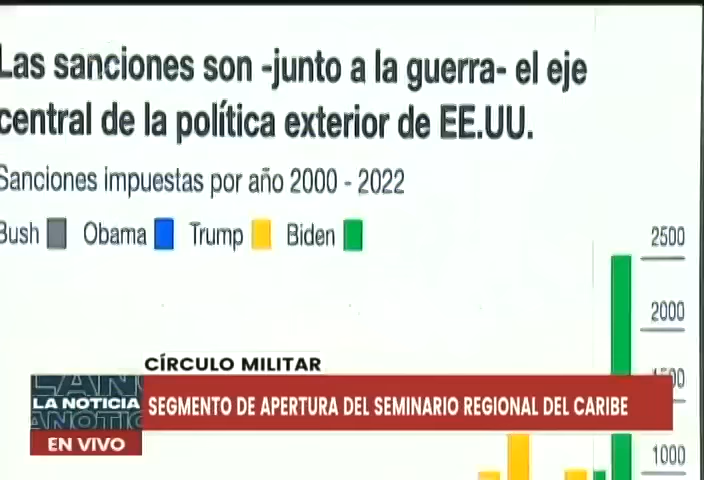 Las sanciones son -junto a la guerra- el eje
central de la política exterior de EE.UU.
Sanciones impuestas por año 2000 - 2022
Bush Obama Trump Biden
2500
2000
1000
CÍRCULO MILITAR
LA NOTICIA
SEGMENTO DE APERTURA DEL SEMINARIO REGIONAL DEL CARIBE
EN VIVO